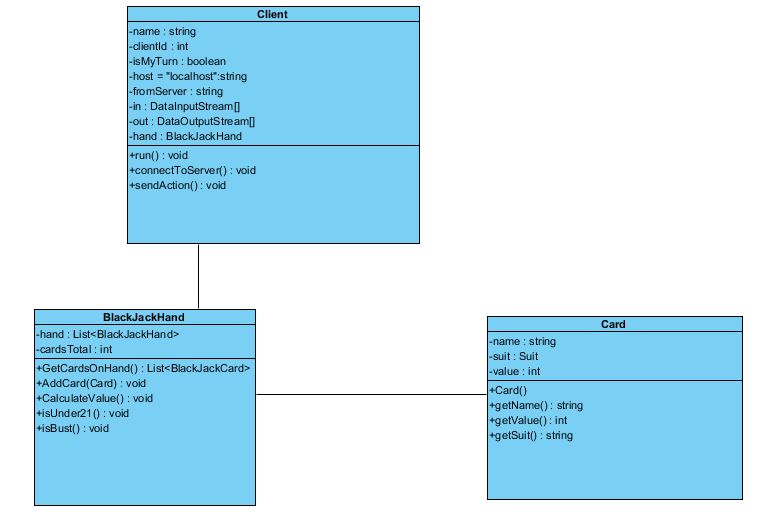 Client
-name : string
-clientId : int
-isMyTurn : boolean
-host = "localhost":string
-fromServer : string
-in : DataInputStream[]
-out : DataOutputStream[]
-hand : BlackJackHand
+run() : void
+connectToServer() : void
+sendAction() : void
BlackJackHand
-hand : List<BlackJackHand>
-cardsTotal : int
+GetCardsOnHand() : List<BlackJackCard>
+AddCard(Card) : void
+CalculateValue() : void
+isUnder21() : void
+isBust() : void
Card
-name : string
-suit : Suit
-value : int
+Card()
+getName() : string
+getValue() : int
+getSuit() : string